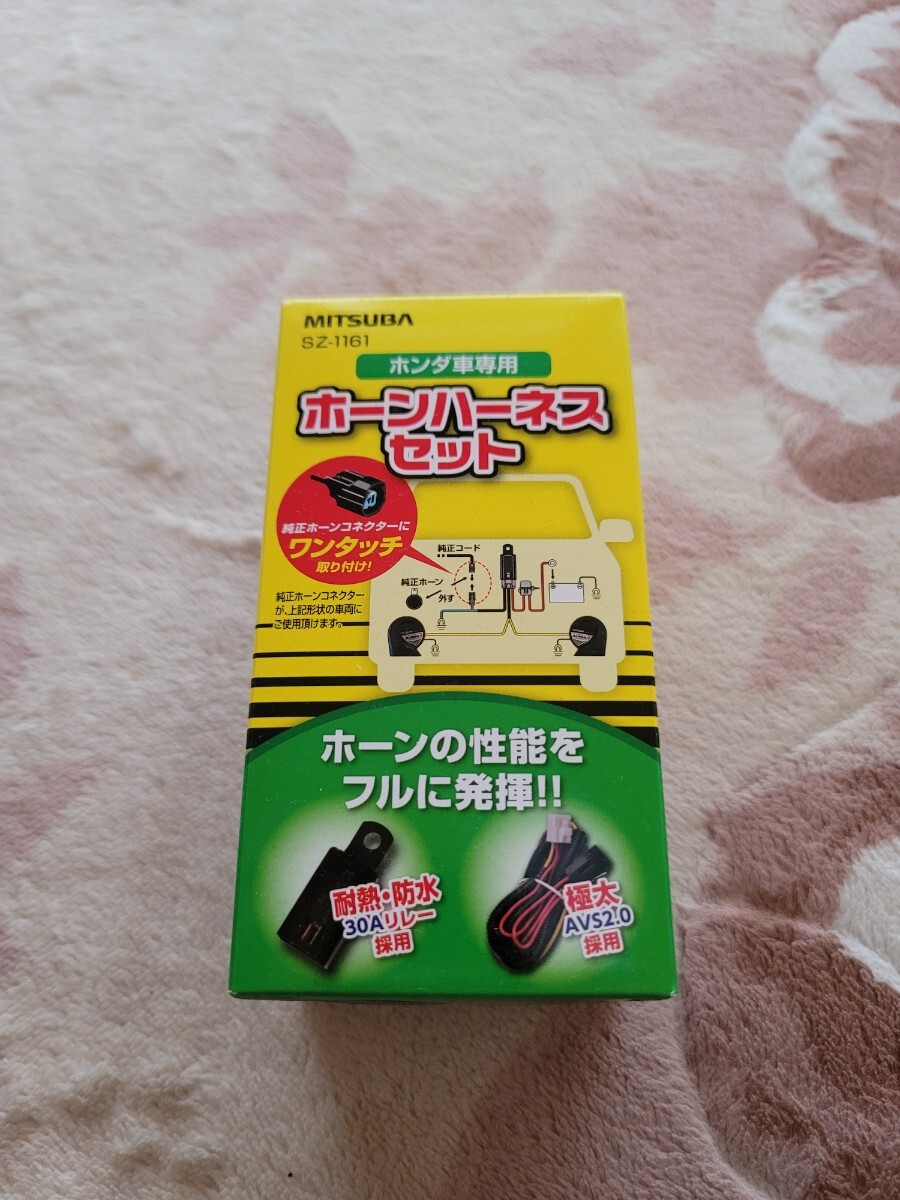 MITSUBA
SZ-1161
ホンダ車専用
ホーンハーネス
セット
純正ホーンコネクターに
ワンタッチ
取り付け!
純正ホーンコネクター
が、上記形状の車両に
ご使用頂けます。
純正コード
純正ホーン
外す
ホーンの性能を
フルに発揮!!
耐熱・防水
30Aリレー
採用
極太
AVS2.0
採用